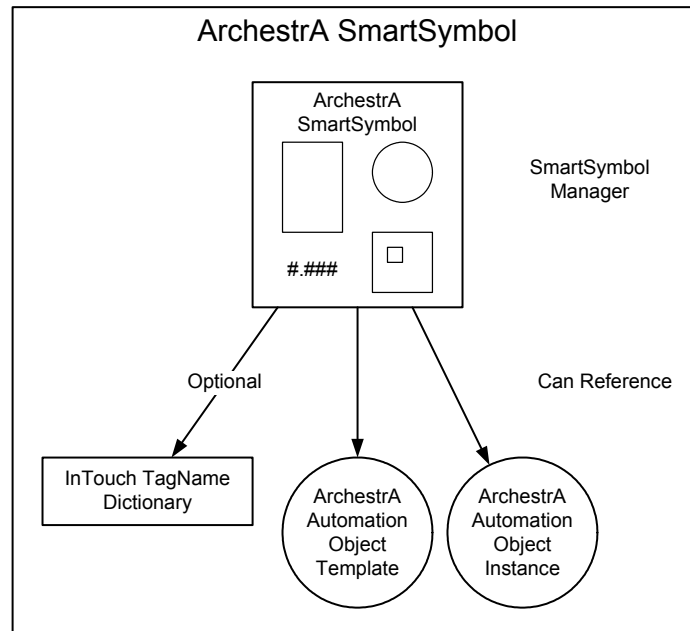 ArchestrA SmartSymbol
ArchestrA
SmartSymbol
#.###
SmartSymbol
Manager
Optional
Can Reference
InTouch TagName
Dictionary
ArchestrA
Automation
Object
Template
ArchestrA
Automation
Object
Instance